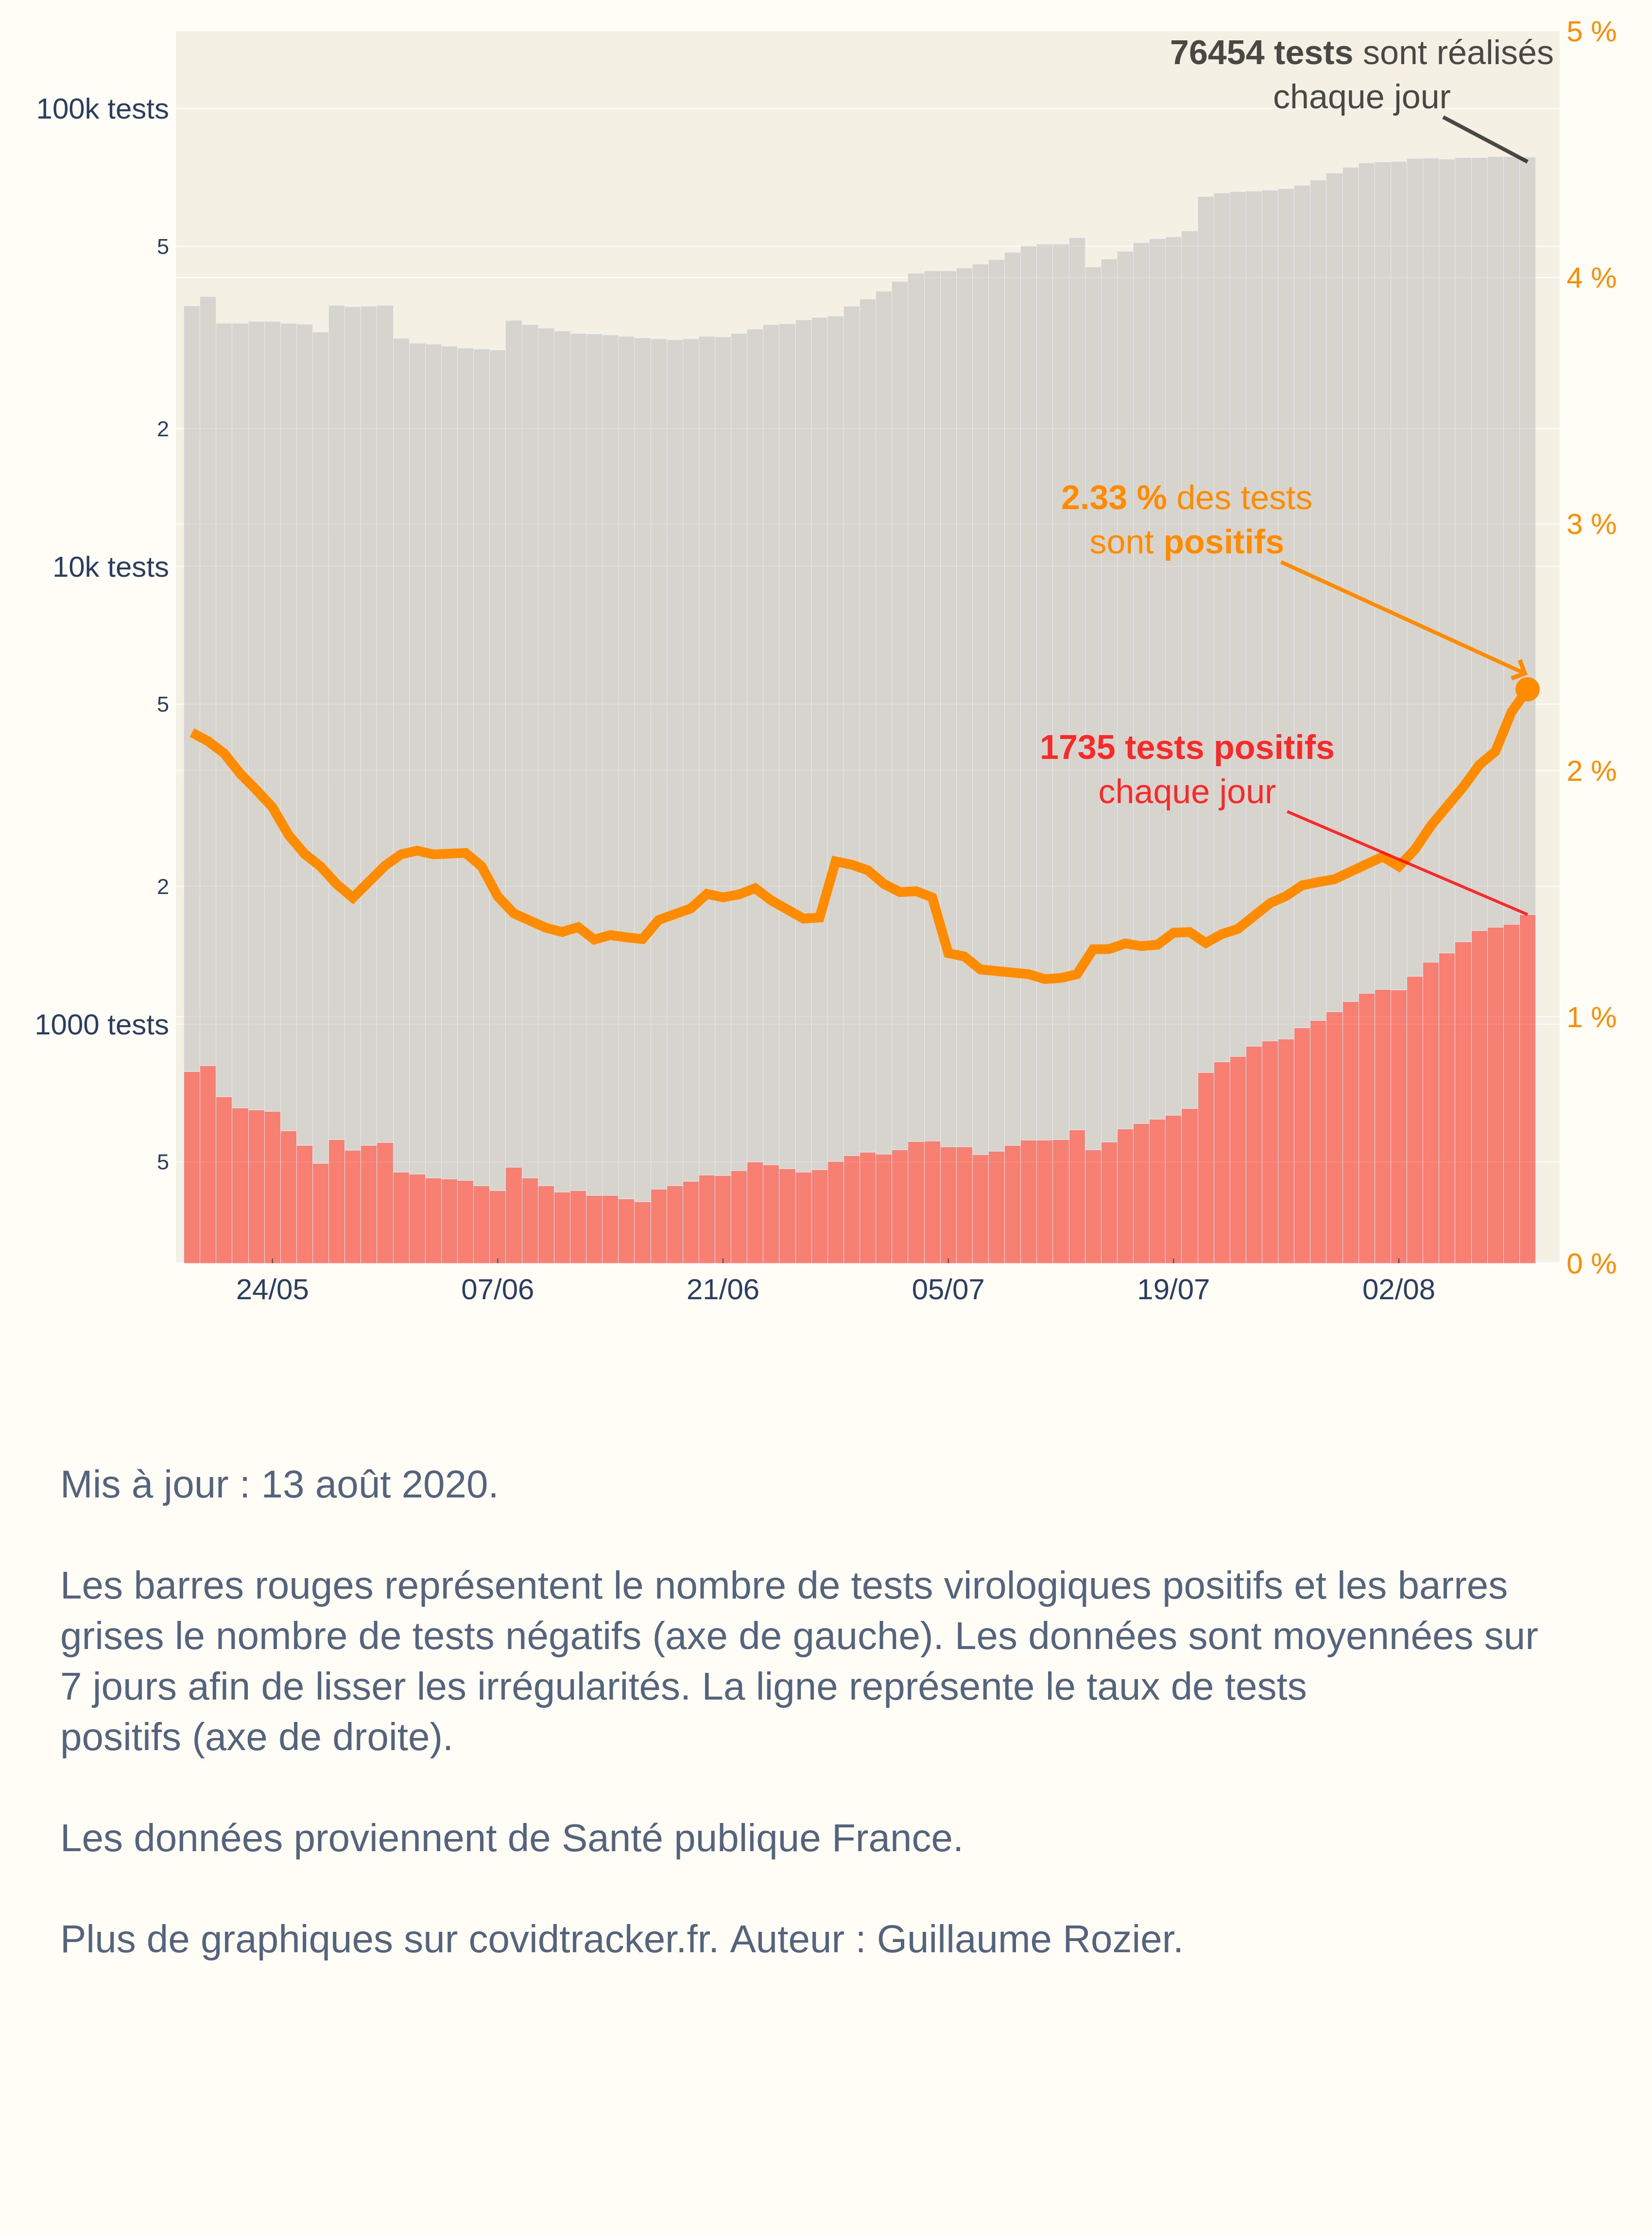 76454 tests sont réalisés
chaque jour
100k tests
5
2
10k tests
5
2
1000 tests
5
5 %
4 %
3 %
2 %
1 %
0 %
2.33 % des tests
sont positifs
1735 tests positifs
chaque jour
24/05
07/06
21/06
05/07
19/07
02/08
Mis à jour : 13 août 2020.
Les barres rouges représentent le nombre de tests virologiques positifs et les barres
grises le nombre de tests négatifs (axe de gauche). Les données sont moyennées sur
7 jours afin de lisser les irrégularités. La ligne représente le taux de tests
positifs (axe de droite).
Les données proviennent de Santé publique France.
Plus de graphiques sur covidtracker.fr. Auteur : Guillaume Rozier.